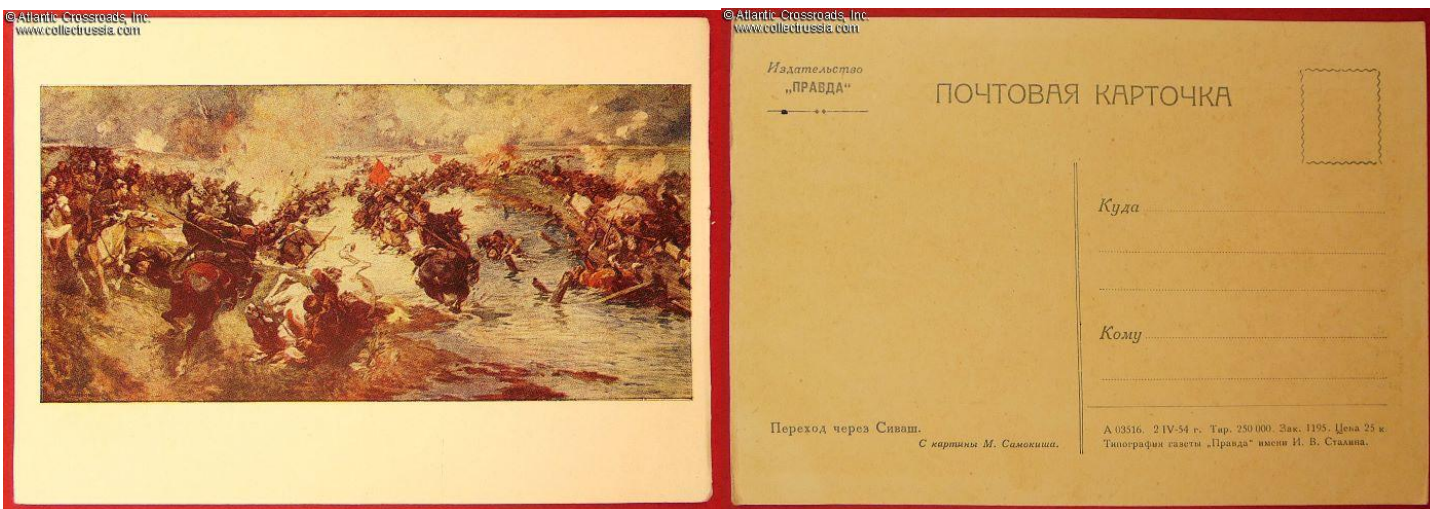 © Atlantic Crossroads, Inc.
www.collectrussia.com
© Atlantic Crossroads, Inc.
www.collectrussia.com
Издательство
„ПРАВДА“
ПОЧТОВАЯ КАРТОЧКА
Куда
Кому
Переход через Сиваш.
С картины М. Самокиша.
А 03516. 2 IV-54 г. Тир. 250 000. Зак. 1195. Цена 25 к.
Типография газеты „Правда“ имени И. В. Сталина.